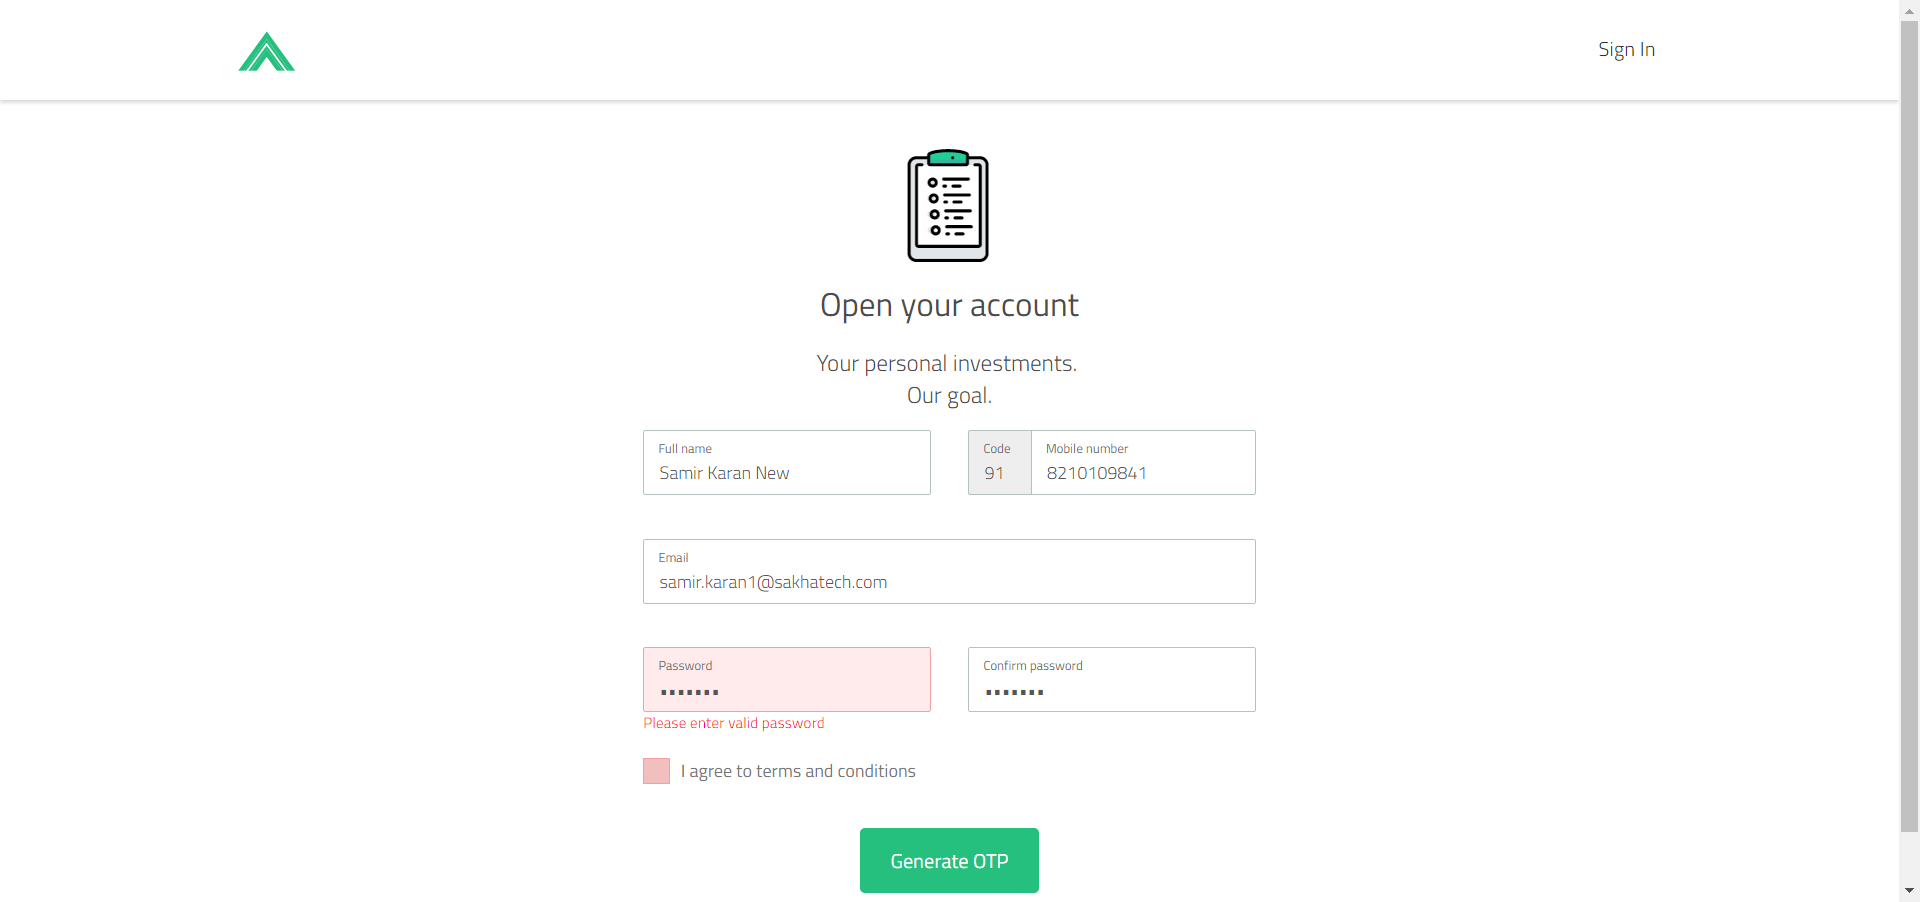 Sign In
Open your account
Your personal investments.
Our goal.
Full name
Samir Karan New
Code
91
Mobile number
8210109841
Email
samir.karan1@sakhatech.com
Password
Confirm password
Please enter valid password
I agree to terms and conditions
Generate OTP